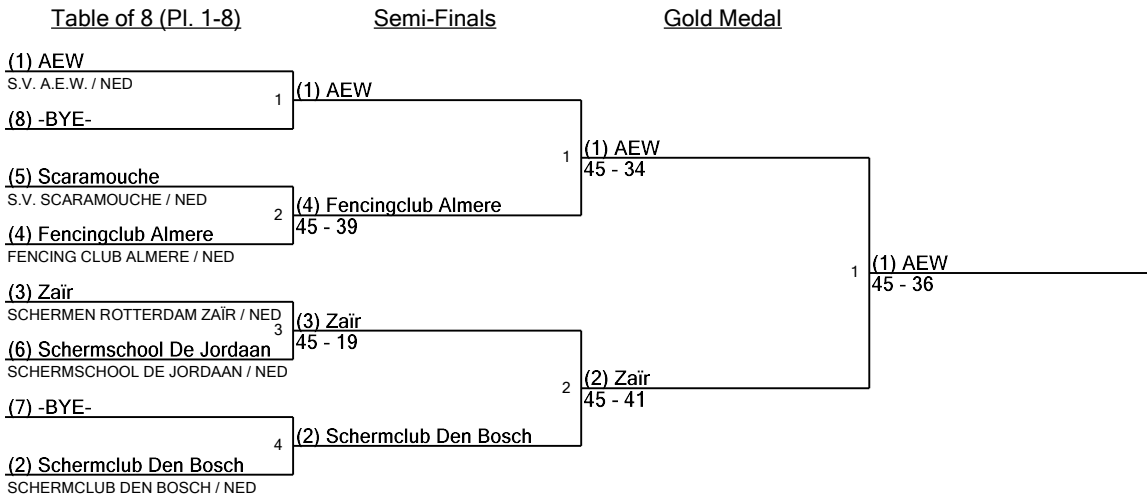 Table of 8 (Pl. 1-8)
Semi-Finals
Gold Medal
(1) AEW
S.V. A.E.W. / NED
1
(1) AEW
(8) -BYE-
1
(1) AEW
45 - 34
(5) Scaramouche
S.V. SCARAMOUCHE / NED
2
(4) Fencingclub Almere
45 - 39
(4) Fencingclub Almere
FENCING CLUB ALMERE / NED
1
(1) AEW
45 - 36
(3) Zaïr
SCHERMEN ROTTERDAM ZAÏR / NED
3
(3) Zaïr
45 - 19
(6) Schermschool De Jordaan
SCHERMSCHOOL DE JORDAAN / NED
2
(2) Zaïr
45 - 41
(7) -BYE-
4
(2) Schermclub Den Bosch
(2) Schermclub Den Bosch
SCHERMCLUB DEN BOSCH / NED